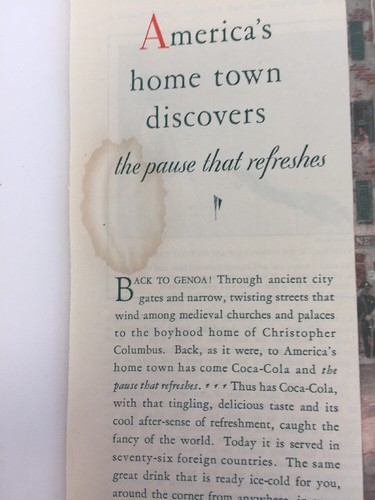 America's
home town
discovers
the pause that refreshes
BACK TO GENOA! Through ancient city
gates and narrow, twisting streets that
wind among medieval churches and palaces
to the boyhood home of Christopher
Columbus. Back, as it were, to America's
home town has come Coca-Cola and the
pause that refreshes. • • • Thus has Coca-Cola,
with that tingling, delicious taste and its
cool after-sense of refreshment, caught the
fancy of the world. Today it is served in
seventy-six foreign countries. The same
great drink that is ready ice-cold for you,
around the corner from anywhere, in